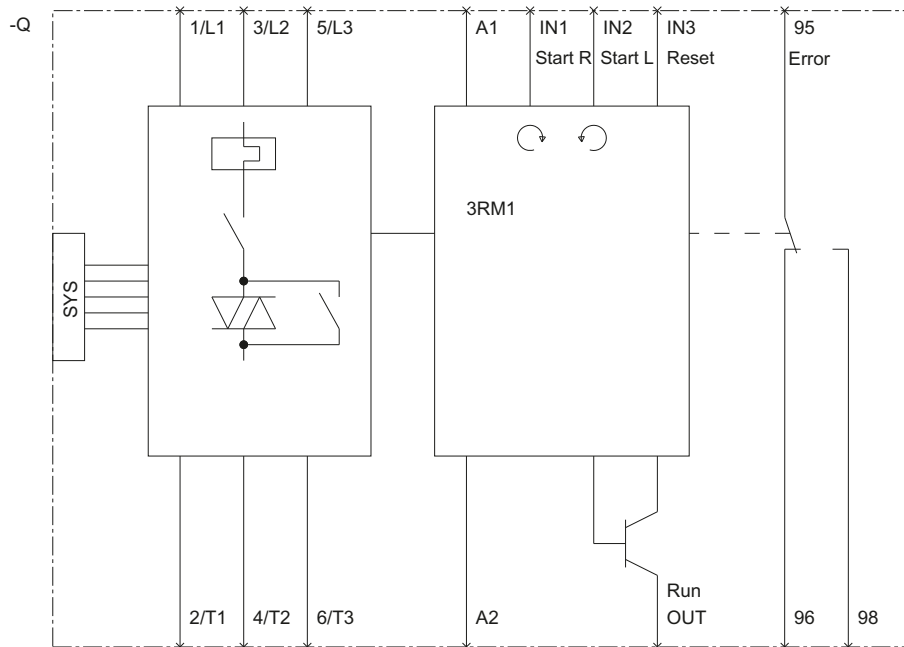 -Q
1/L1 3/L2 5/L3 A1 IN1 IN2 IN3 95
Start R Start L Reset Error
3RM1
SYS
Run
2/T1 4/T2 6/T3 A2 OUT 96 98